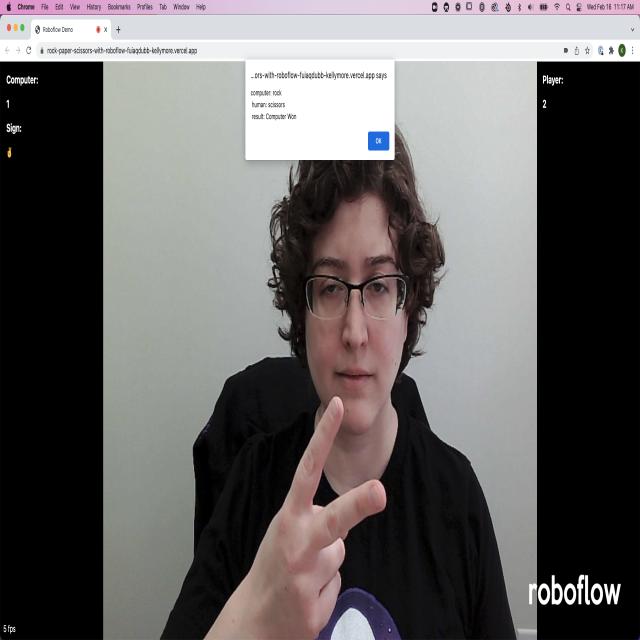 Chrome File Edit View History Bookmarks Profiles Tab Window Help
Wed Feb 16 11:17 AM
Roboflow Demo
rock-paper-scissors-with-roboflow-fuiaqdubb-kellymore.vercel.app
...ors-with-roboflow-fuiaqdubb-kellymore.vercel.app says
computer: rock
human: scissors
result: Computer Won
OK
Computer:
1
Sign:
Player:
2
5 fps
roboflow